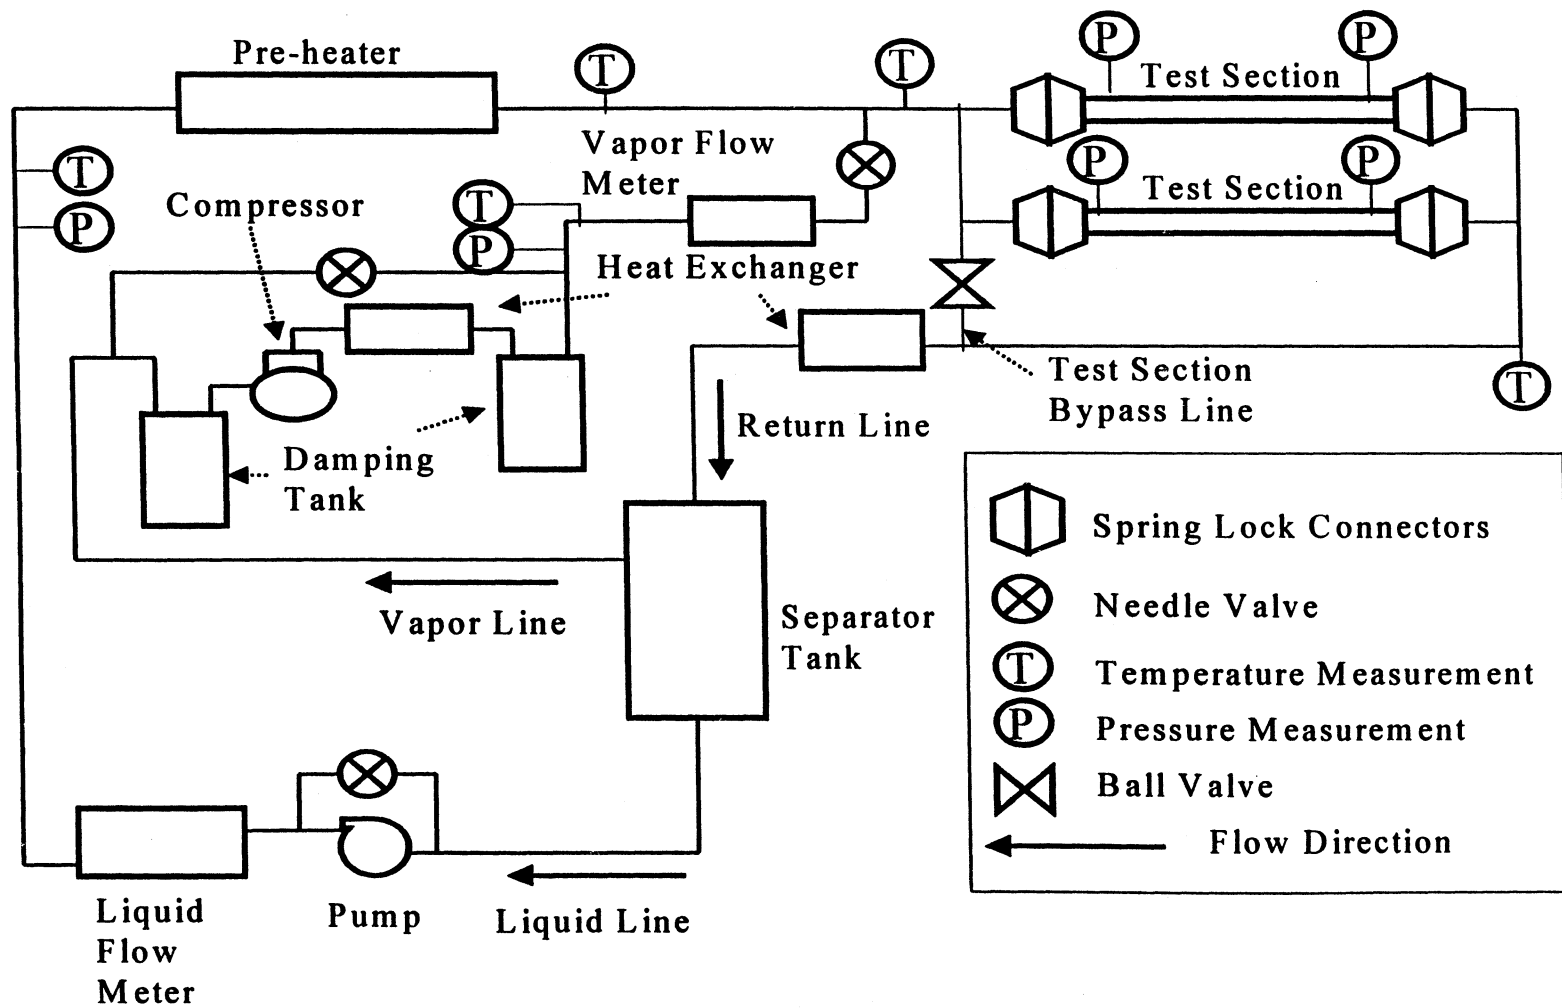 Pre-heater
T
T
P
P
Test Section
Vapor Flow
Meter
T
P
Compressor
T
P
P
P
Test Section
Heat Exchanger
Test Section
Bypass Line
T
Return Line
Damping
Tank
Vapor Line
Separator
Tank
Spring Lock Connectors
Needle Valve
T
Temperature Measurement
P
Pressure Measurement
Ball Valve
Flow Direction
Liquid
Flow
Meter
Pump
Liquid Line